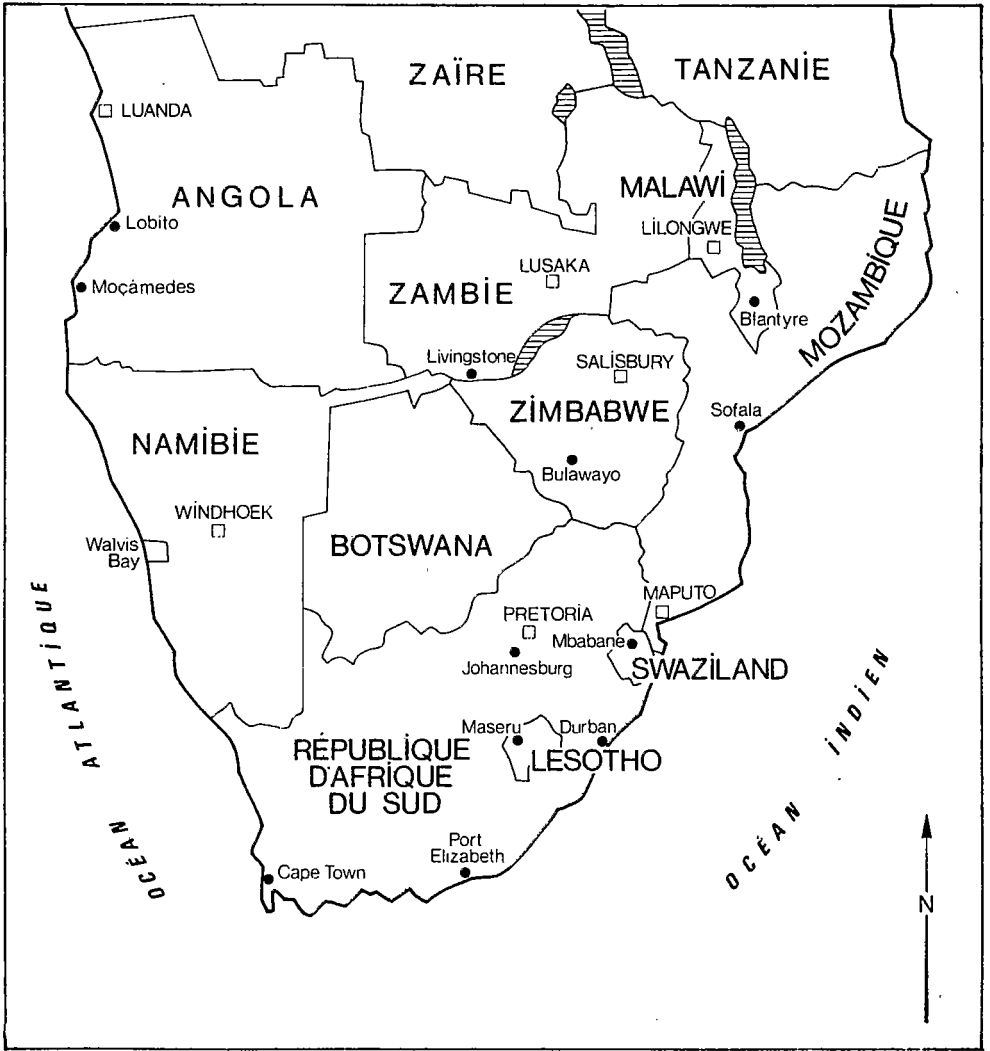 ZAÏRE
TANZANİE
LUANDA
ANGOLA
MALAWİ
Lobito
LİLONGWE
LUSAKA
Moçâmedes
ZAMBİE
MOZAMBİQUE
Blantyre
Livingstone
SALİSBURY
ZİMBABWE
Sofala
NAMİBİE
Bulawayo
WİNDHOEK
Walvis
Bay
BOTSWANA
MAPUTO
PRETORİA
Mbabane
Johannesburg
SWAZİLAND
OCÉAN ATLANTİQUE
Maseru
Durban
RÉPUBLİQUE
D'AFRİQUE
DU SUD
LESOTHO
OCÉAN İNDİEN
Port
Elizabeth
Cape Town
N